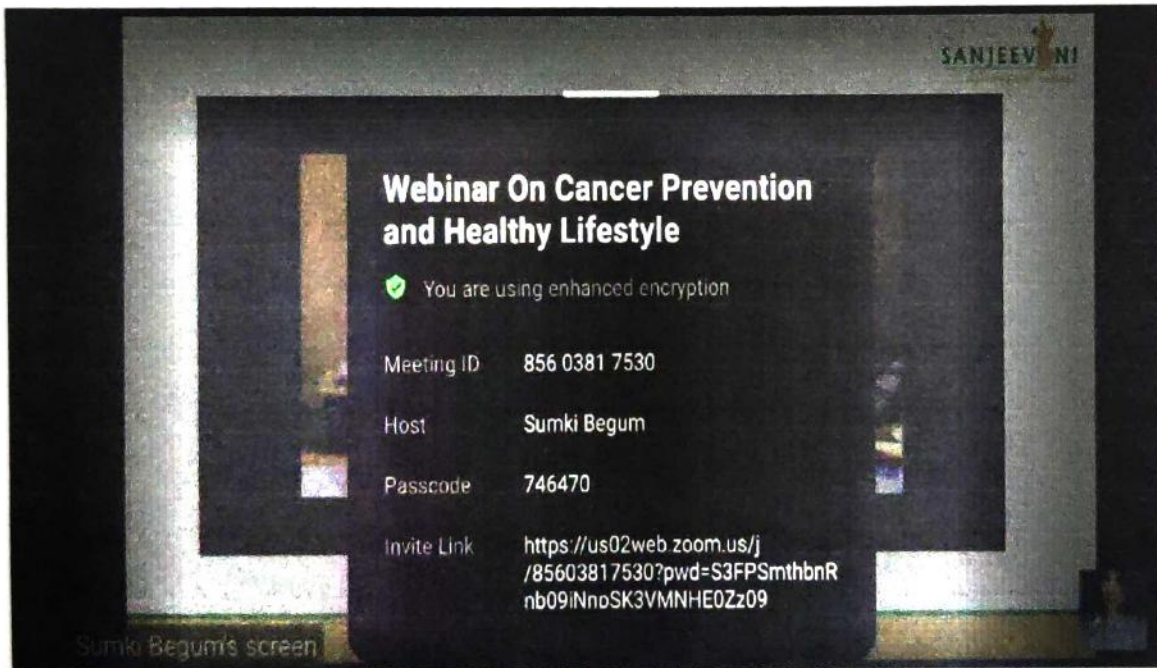 SANJEEV NI
Webinar On Cancer Prevention
and Healthy Lifestyle
You are using enhanced encryption
Meeting ID 856 0381 7530
Host Sumki Begum
Passcode 746470
Invite Link https://us02web.zoom.us/j
/85603817530?pwd=S3FPSmthbnR
nb09iNnoSK3VMNHE0Zz09
Sumki Begum's screen